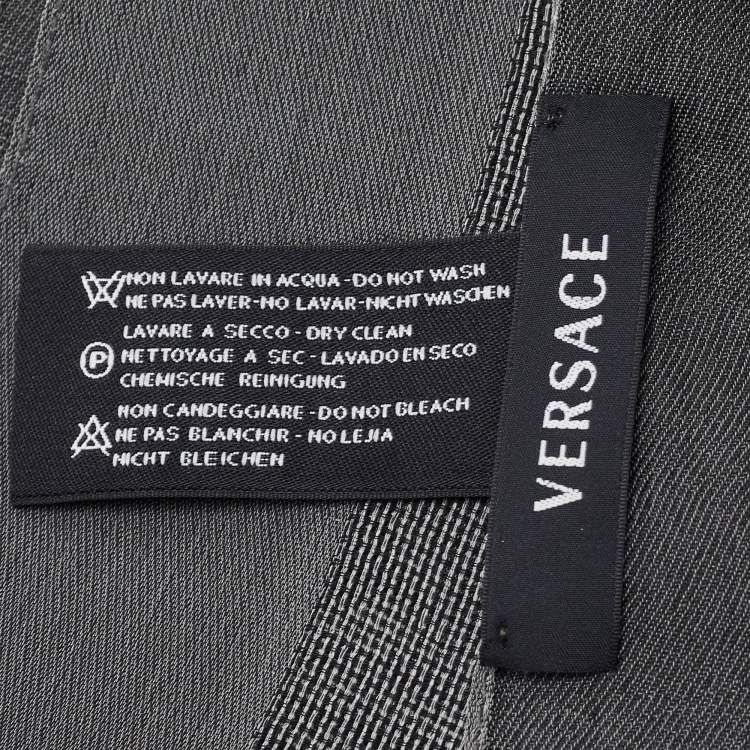 NON LAVARE IN ACQUA - DO NOT WASH
NE PAS LAVER - NO LAVAR - NICHT WASCHEN
LAVARE A SECCO - DRY CLEAN
P NETTOYAGE A SEC - LAVADO EN SECO
CHEMISCHE REINIGUNG
NON CANDEGGIARE - DO NOT BLEACH
NE PAS BLANCHIR - NO LEJIA
NICHT BLEICHEN
VERSACE